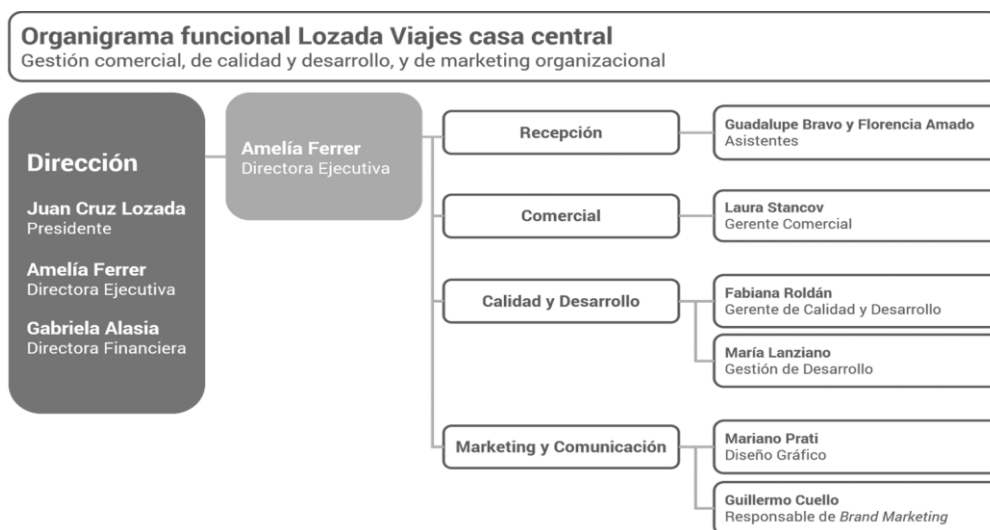 Organigrama funcional Lozada Viajes casa central
Gestión comercial, de calidad y desarrollo, y de marketing organizacional
Dirección
Juan Cruz Lozada
Presidente
Amelía Ferrer
Directora Ejecutiva
Gabriela Alasia
Directora Financiera
Amelía Ferrer
Directora Ejecutiva
Recepción
Guadalupe Bravo y Florencia Amado
Asistentes
Comercial
Laura Stancov
Gerente Comercial
Calidad y Desarrollo
Fabiana Roldán
Gerente de Calidad y Desarrollo
María Lanziano
Gestión de Desarrollo
Marketing y Comunicación
Mariano Prati
Diseño Gráfico
Guillermo Cuello
Responsable de Brand Marketing